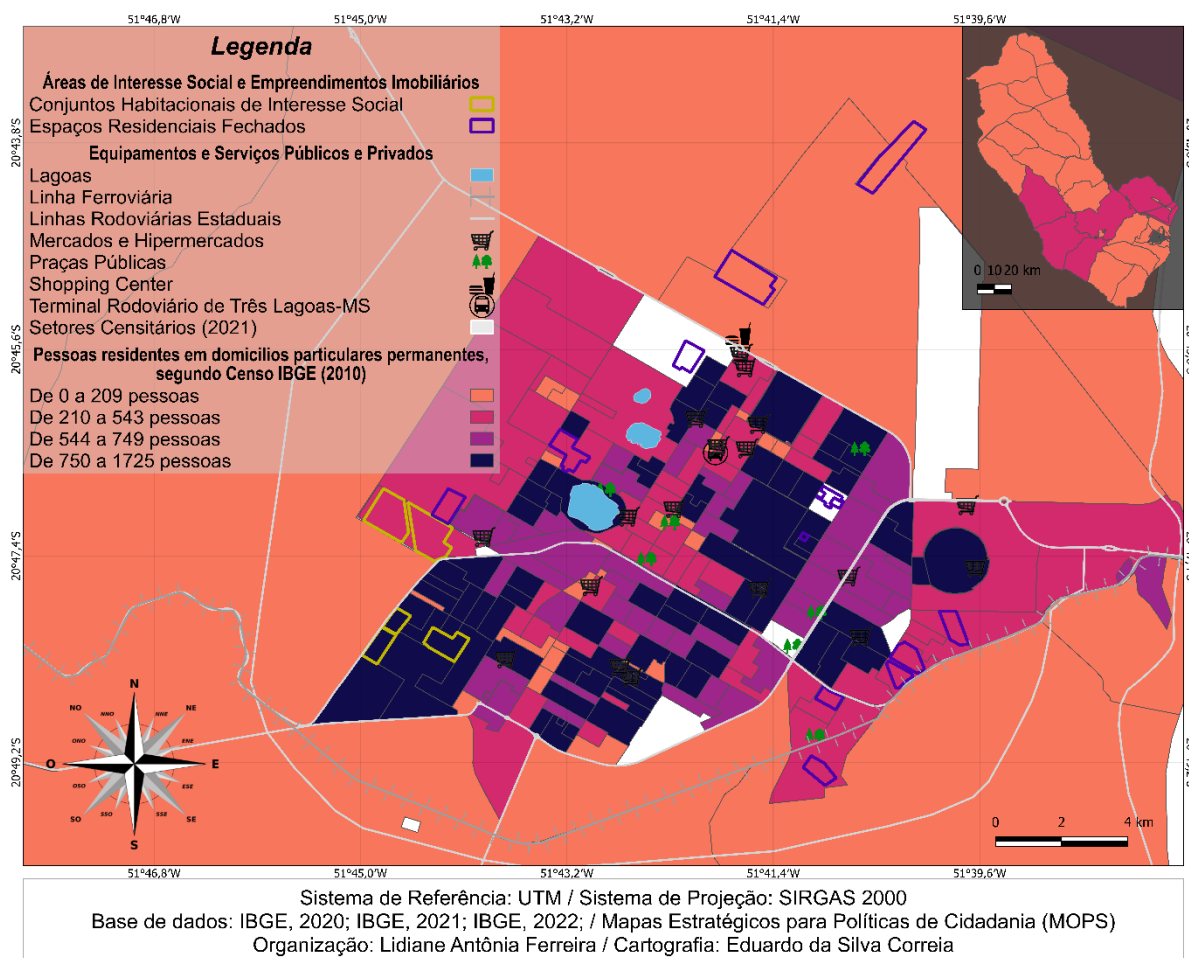 51°46,8'W 51°45,0'W 51°43,2'W 51°41,4'W 51°39,6'W
Legenda
Áreas de Interesse Social e Empreendimentos Imobiliários
Conjuntos Habitacionais de Interesse Social
Espaços Residenciais Fechados
Equipamentos e Serviços Públicos e Privados
Lagoas
Linha Ferroviária
Linhas Rodoviárias Estaduais
Mercados e Hipermercados
Praças Públicas
Shopping Center
Terminal Rodoviário de Três Lagoas-MS
Setores Censitários (2021)
Pessoas residentes em domicilios particulares permanentes,
segundo Censo IBGE (2010)
De 0 a 209 pessoas
De 210 a 543 pessoas
De 544 a 749 pessoas
De 750 a 1725 pessoas
0 10 20 km
20°43,8'S
20°45,6'S
20°47,4'S
20°49,2'S
N
NNO NNE
NO NE
ONO ENE
O E
OSO ESE
SO SE
SSO SSE
S
0 2 4 km
51°46,8'W 51°45,0'W 51°43,2'W 51°41,4'W 51°39,6'W
Sistema de Referência: UTM / Sistema de Projeção: SIRGAS 2000
Base de dados: IBGE, 2020; IBGE, 2021; IBGE, 2022; / Mapas Estratégicos para Políticas de Cidadania (MOPS)
Organização: Lidiane Antônia Ferreira / Cartografia: Eduardo da Silva Correia